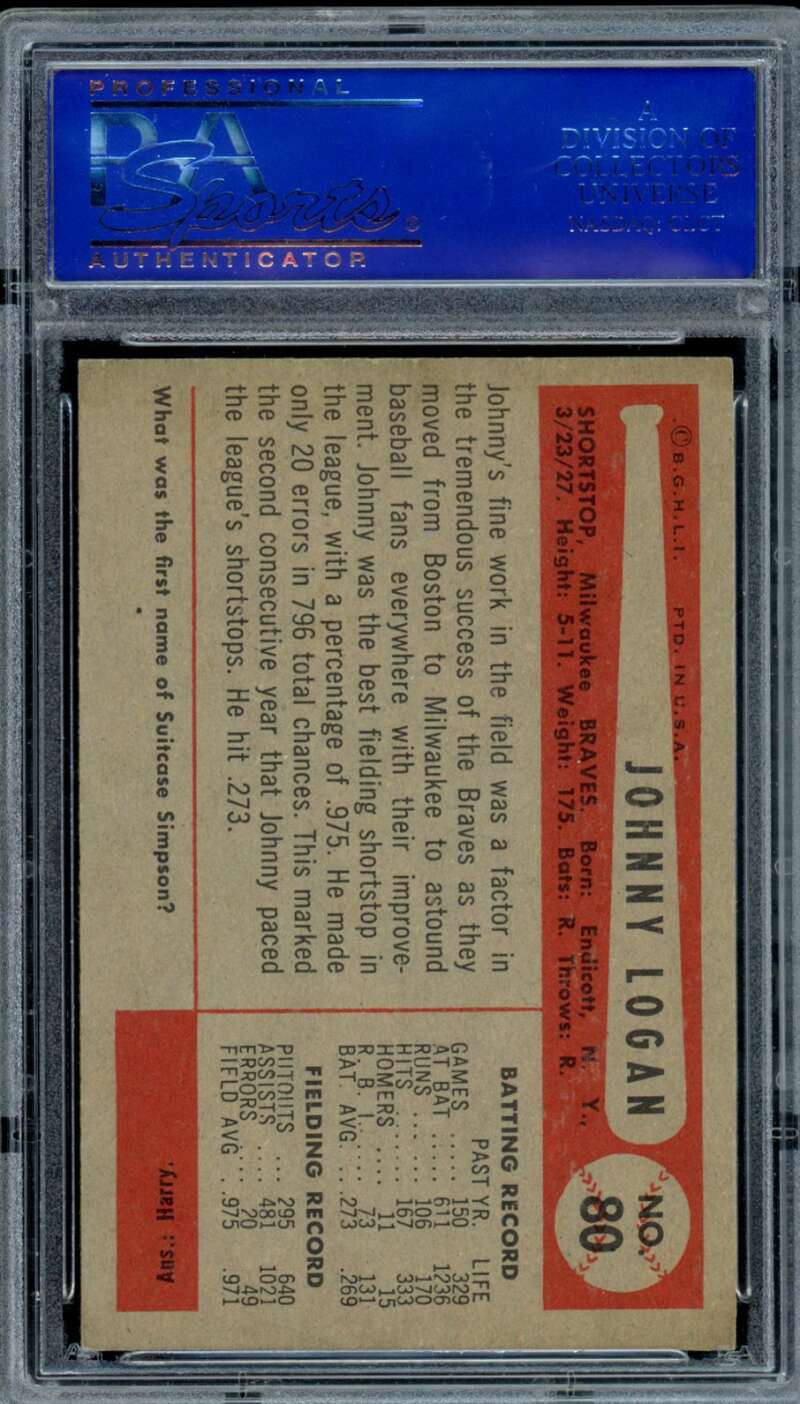 PROFESSIONAL
PSA
Sports®
AUTHENTICATOR
A
DIVISION OF
COLLECTORS
UNIVERSE
NASDAQ: CLCT
. © B.G.H.L.I. PTD. IN U.S.A.
JOHNNY LOGAN
NO.
80
SHORTSTOP, Milwaukee BRAVES. Born: Endicott, N. Y.,
3/23/27. Height: 5-11. Weight: 175. Bats: R. Throws: R.
Johnny's fine work in the field was a factor in
the tremendous success of the Braves as they
moved from Boston to Milwaukee to astound
baseball fans everywhere with their improve-
ment. Johnny was the best fielding shortstop in
the league, with a percentage of .975. He made
only 20 errors in 796 total chances. This marked
the second consecutive year that Johnny paced
the league's shortstops. He hit .273.
BATTING RECORD
PAST YR. LIFE
GAMES ..... 150 329
AT BAT ..... 611 1236
RUNS ... ... 106 170
HITS ...... 167 333
HOMERS .... 11 15
R. B. I. .... 73 131
BAT. AVG. .. .273 .269
FIELDING RECORD
PUTOUTS ... 295 640
ASSISTS .... 481 1021
ERRORS .... 20 49
FIELD AVG . .975 .971
What was the first name of Suitcase Simpson?
Ans.: Harry.